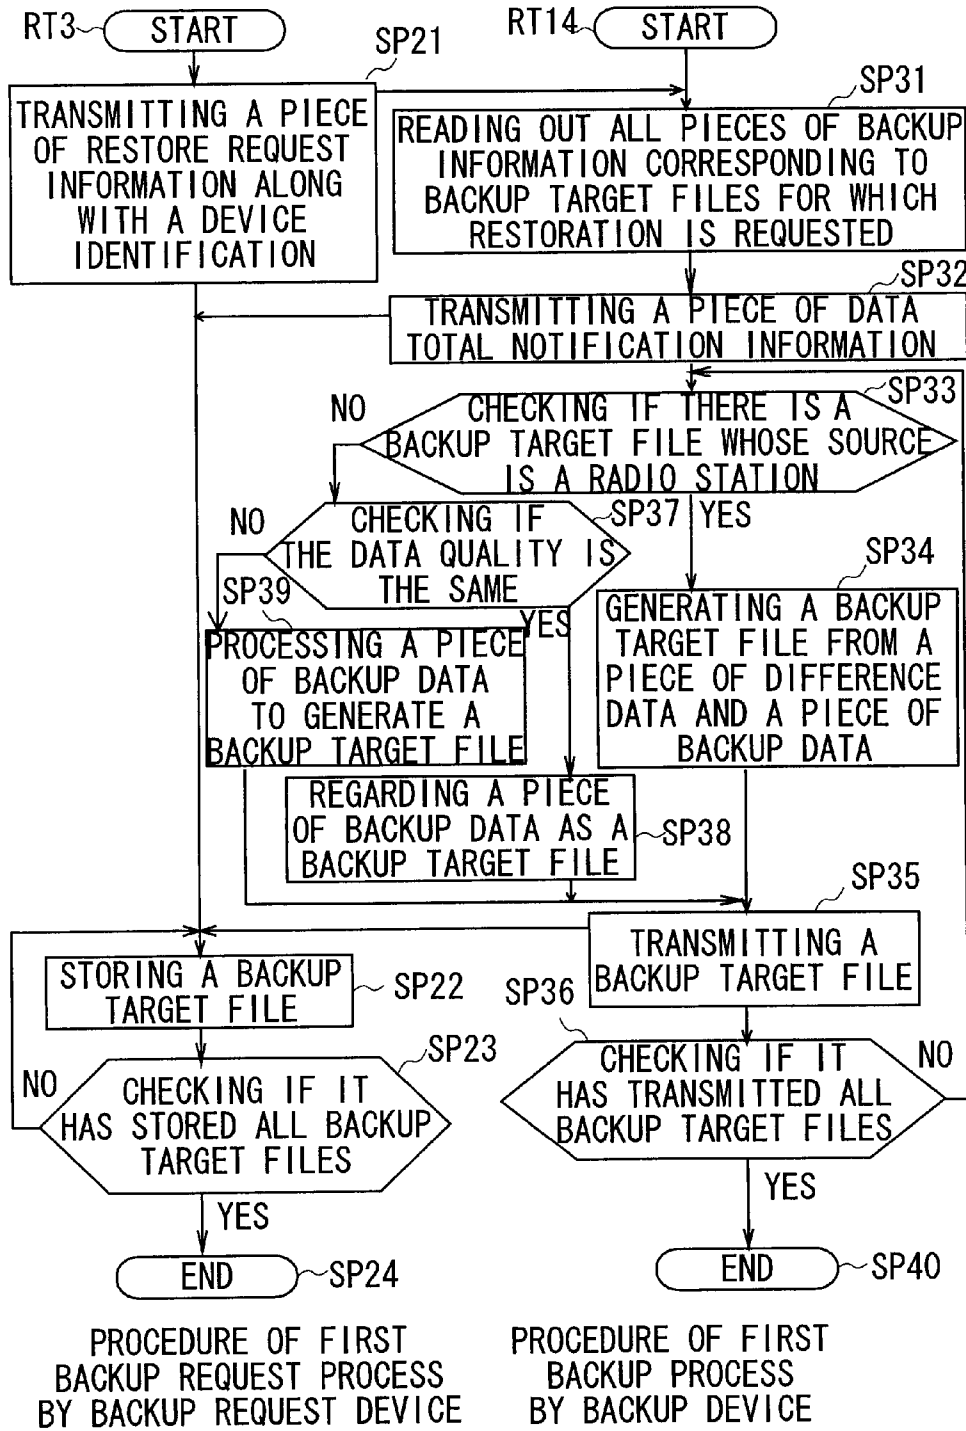 RT3
START
RT14
START
SP21
TRANSMITTING A PIECE
OF RESTORE REQUEST
INFORMATION ALONG
WITH A DEVICE
IDENTIFICATION
SP31
READING OUT ALL PIECES OF BACKUP
INFORMATION CORRESPONDING TO
BACKUP TARGET FILES FOR WHICH
RESTORATION IS REQUESTED
SP32
TRANSMITTING A PIECE OF DATA
TOTAL NOTIFICATION INFORMATION
SP33
NO
CHECKING IF THERE IS A
BACKUP TARGET FILE WHOSE SOURCE
IS A RADIO STATION
YES
SP37
NO
CHECKING IF
THE DATA QUALITY IS
THE SAME
YES
SP39
PROCESSING A PIECE
OF BACKUP DATA
TO GENERATE A
BACKUP TARGET FILE
SP34
GENERATING A BACKUP
TARGET FILE FROM A
PIECE OF DIFFERENCE
DATA AND A PIECE OF
BACKUP DATA
REGARDING A PIECE
OF BACKUP DATA AS A
BACKUP TARGET FILE
SP38
SP35
TRANSMITTING A
BACKUP TARGET FILE
STORING A BACKUP
TARGET FILE
SP22
SP36
CHECKING IF IT
HAS TRANSMITTED ALL
BACKUP TARGET FILES
NO
YES
SP23
NO
CHECKING IF IT
HAS STORED ALL BACKUP
TARGET FILES
YES
END
SP24
END
SP40
PROCEDURE OF FIRST
BACKUP REQUEST PROCESS
BY BACKUP REQUEST DEVICE
PROCEDURE OF FIRST
BACKUP PROCESS
BY BACKUP DEVICE